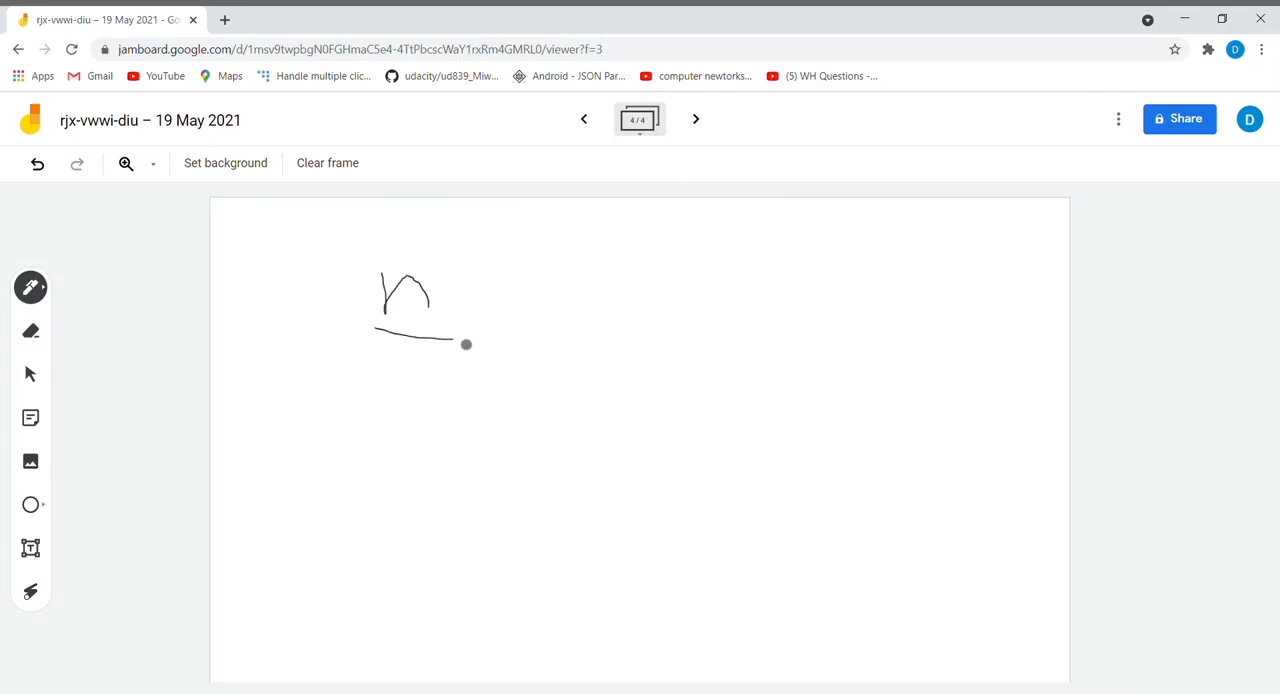 rjx-vwwi-diu – 19 May 2021 - Go
jamboard.google.com/d/1msv9twpbgN0FGHmaC5e4-4TtPbcscWaY1rxRm4GMRL0/viewer?f=3
D
Apps Gmail YouTube Maps Handle multiple clic... udacity/ud839_Miw... Android - JSON Par... computer newtorks... (5) WH Questions -...
rjx-vwwi-diu – 19 May 2021 4 / 4 Share D
Set background Clear frame
n
T